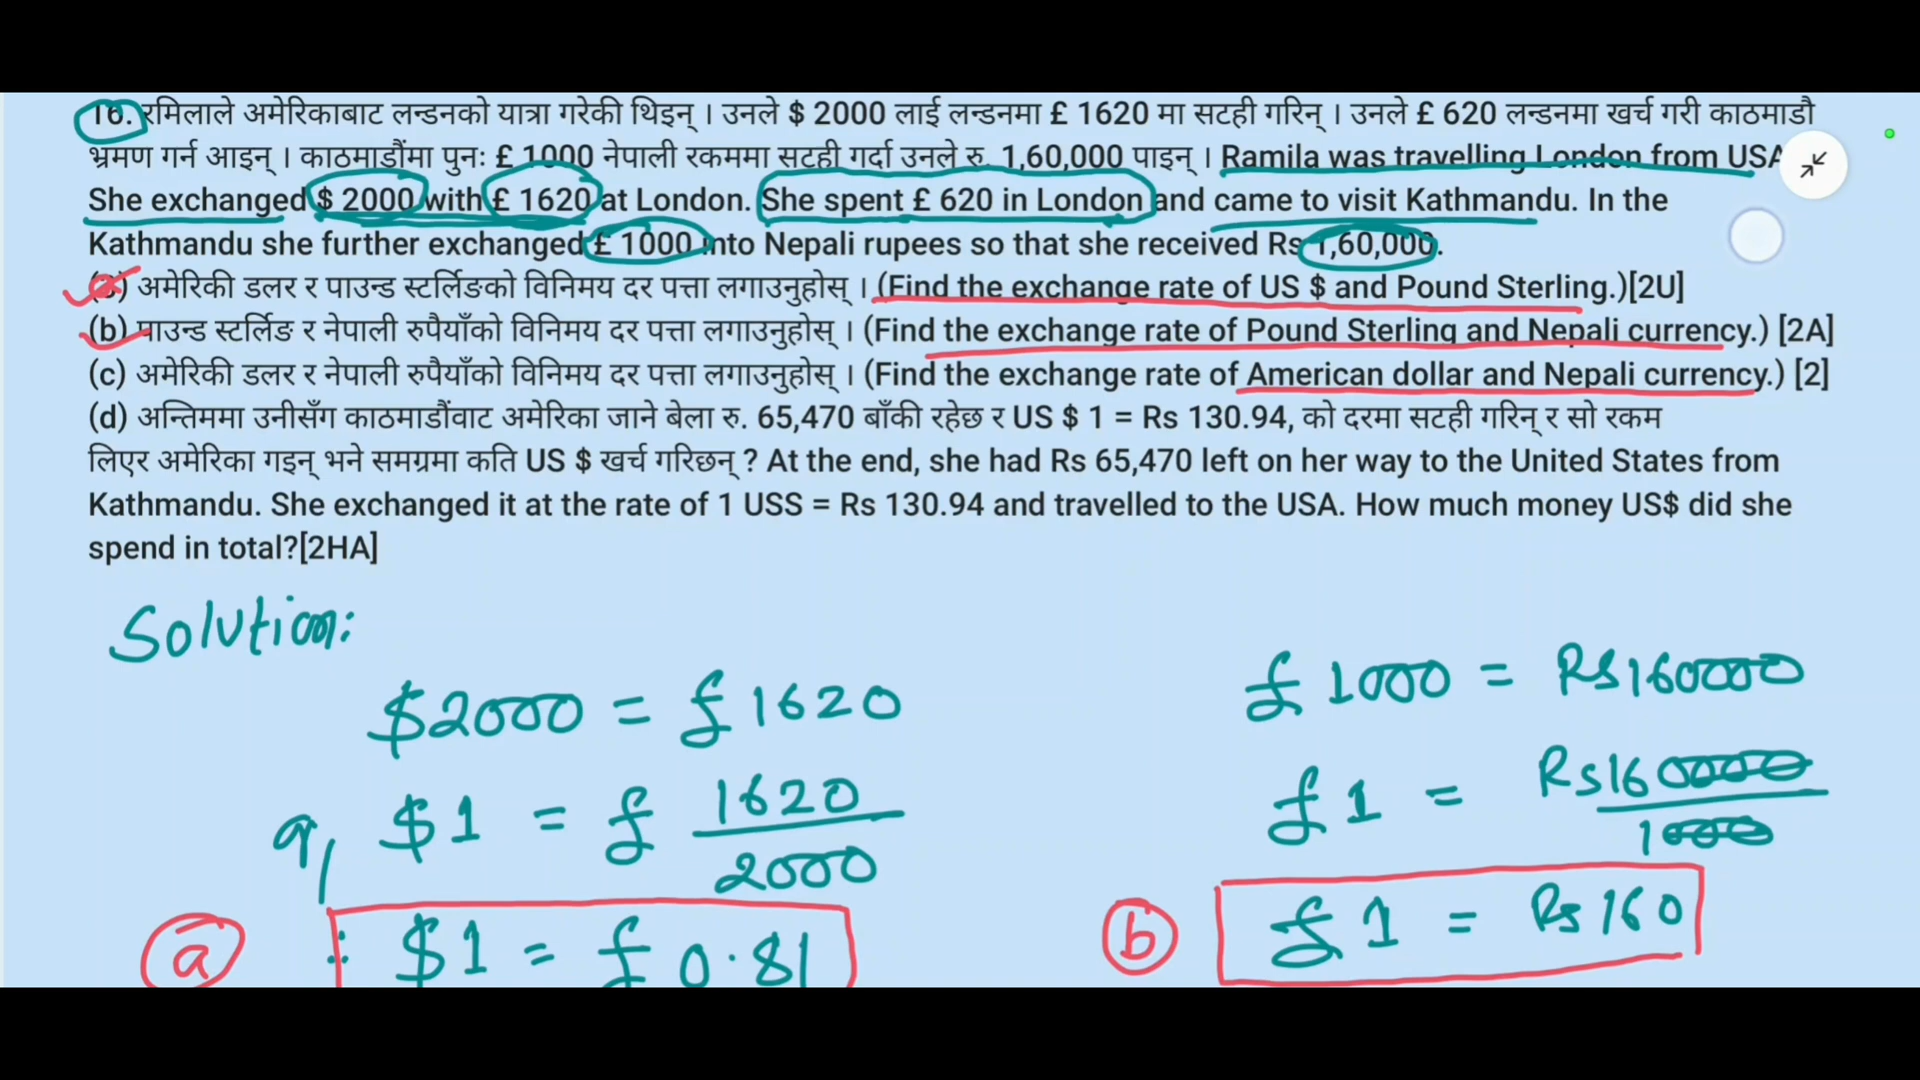 16. रमिलाले अमेरिकाबाट लन्डनको यात्रा गरेकी थिइन् । उनले $ 2000 लाई लन्डनमा £ 1620 मा सटही गरिन् । उनले £ 620 लन्डनमा खर्च गरी काठमाडौ
भ्रमण गर्न आइन् । काठमाडौंमा पुनः £ 1000 नेपाली रकममा सटही गर्दा उनले रु. 1,60,000 पाइन् । Ramila was travelling London from USA
She exchanged $ 2000 with £ 1620 at London. She spent £ 620 in London and came to visit Kathmandu. In the
Kathmandu she further exchanged £ 1000 into Nepali rupees so that she received Rs 1,60,000.
(a) अमेरिकी डलर र पाउन्ड स्टर्लिङको विनिमय दर पत्ता लगाउनुहोस् । (Find the exchange rate of US $ and Pound Sterling.)[2U]
(b) पाउन्ड स्टर्लिङ र नेपाली रुपैयाँको विनिमय दर पत्ता लगाउनुहोस् । (Find the exchange rate of Pound Sterling and Nepali currency.) [2A]
(c) अमेरिकी डलर र नेपाली रुपैयाँको विनिमय दर पत्ता लगाउनुहोस् । (Find the exchange rate of American dollar and Nepali currency.) [2]
(d) अन्तिममा उनीसँग काठमाडौंवाट अमेरिका जाने बेला रु. 65,470 बाँकी रहेछ र US $ 1 = Rs 130.94, को दरमा सटही गरिन् र सो रकम
लिएर अमेरिका गइन् भने समग्रमा कति US $ खर्च गरिछन् ? At the end, she had Rs 65,470 left on her way to the United States from
Kathmandu. She exchanged it at the rate of 1 USS = Rs 130.94 and travelled to the USA. How much money US$ did she
spend in total?[2HA]
Solution:
$2000 = £ 1620
$1 = £ 1620
2000
(a) ∴ $1 = £ 0.81
£ 1000 = Rs 160000
£ 1 = Rs 160000
1000
(b) £ 1 = Rs 160